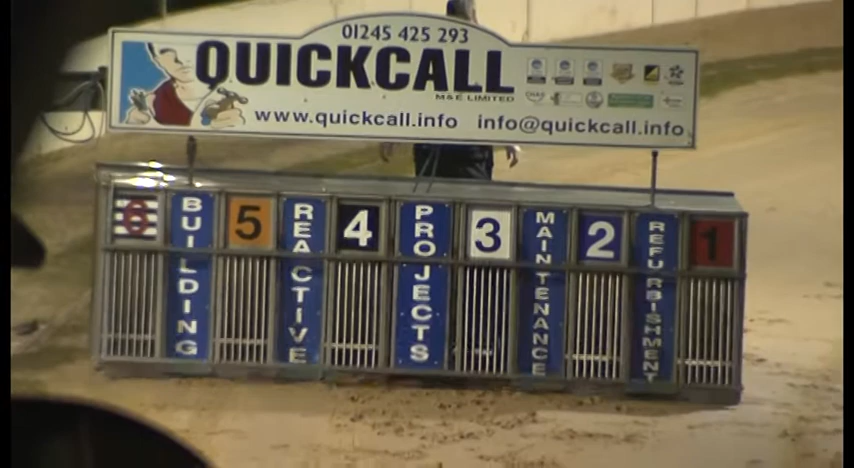 01245 425 293
QUICKCALL
M&E LIMITED
www.quickcall.info info@quickcall.info
6
BUILDING
5
REACTIVE
4
PROJECTS
3
MAINTENANCE
2
REFURBISHMENT
1